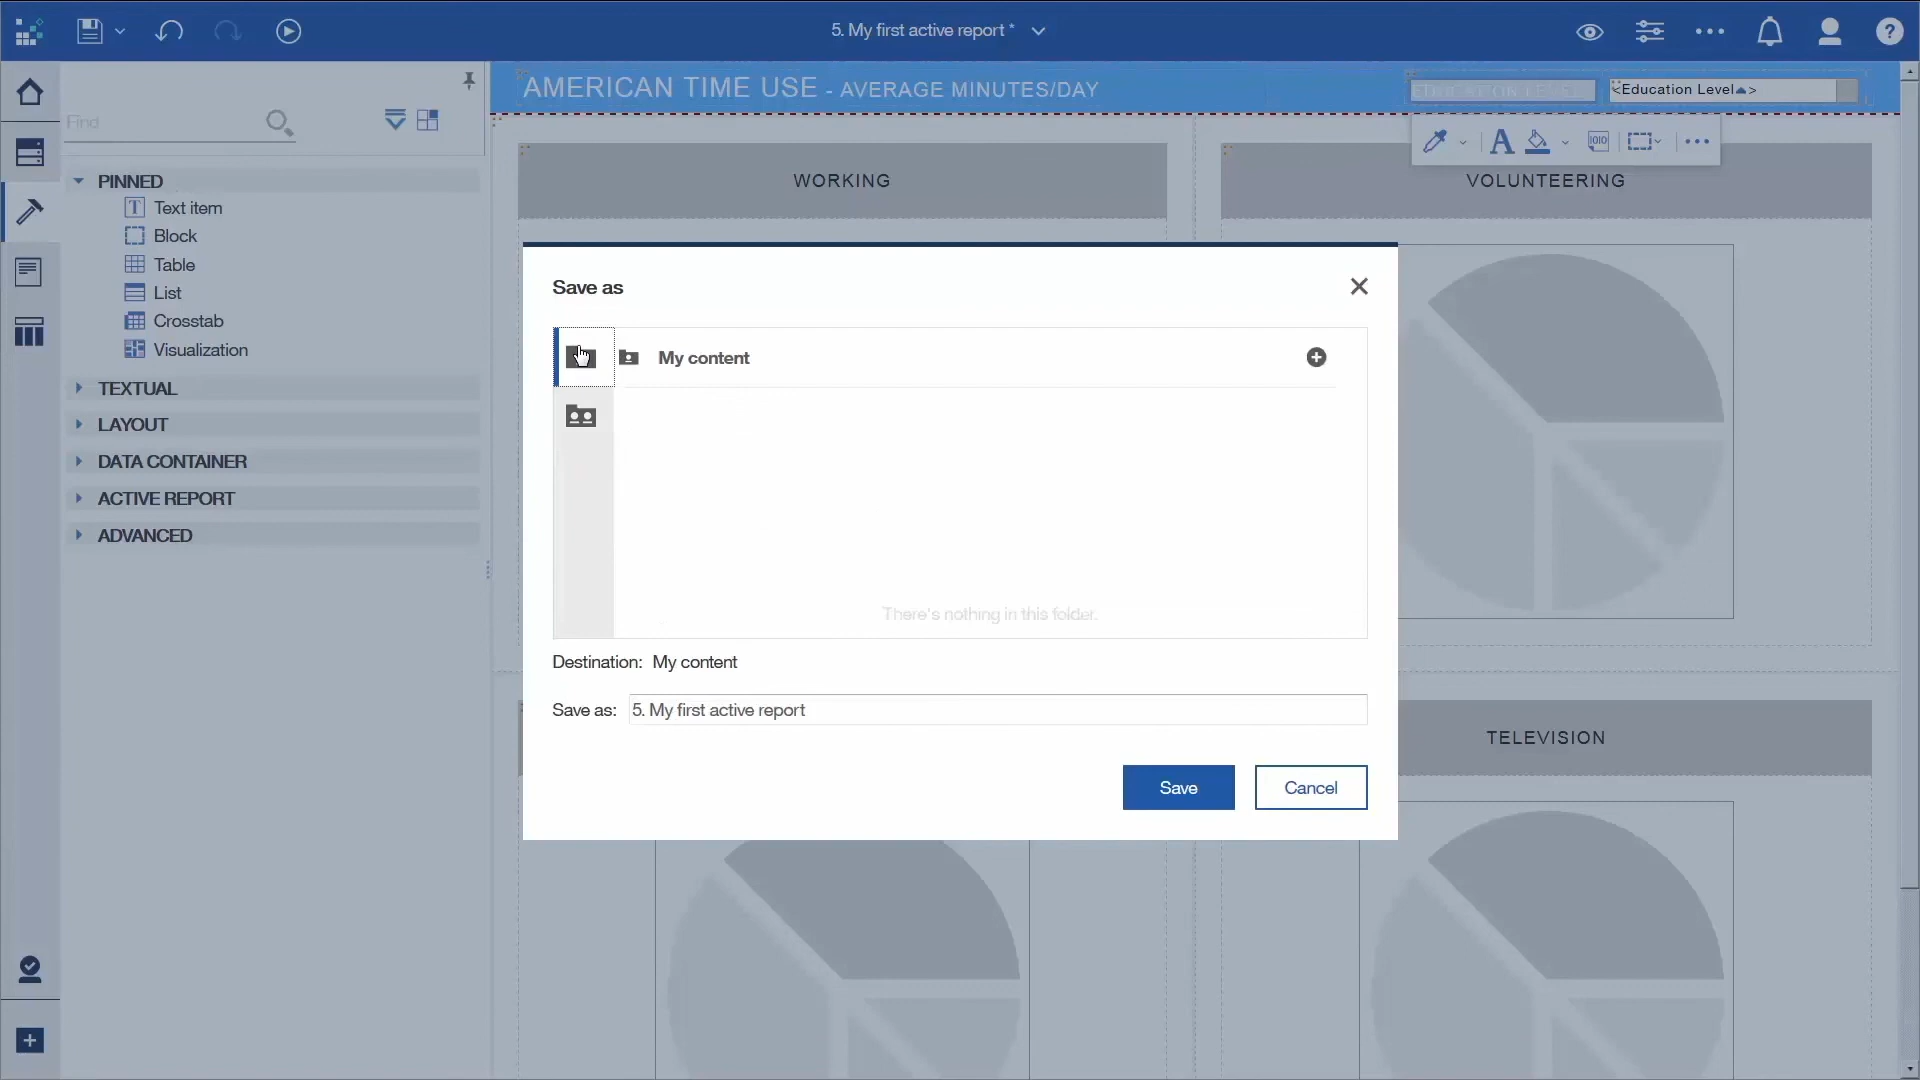 5. My first active report *
?
AMERICAN TIME USE - AVERAGE MINUTES/DAY
EDUCATION LEVEL
<Education Level>
Find
PINNED
Text item
Block
Table
List
Crosstab
Visualization
TEXTUAL
LAYOUT
DATA CONTAINER
ACTIVE REPORT
ADVANCED
WORKING
VOLUNTEERING
TELEVISION
Save as
My content
There's nothing in this folder.
Destination: My content
Save as: 5. My first active report
Save
Cancel